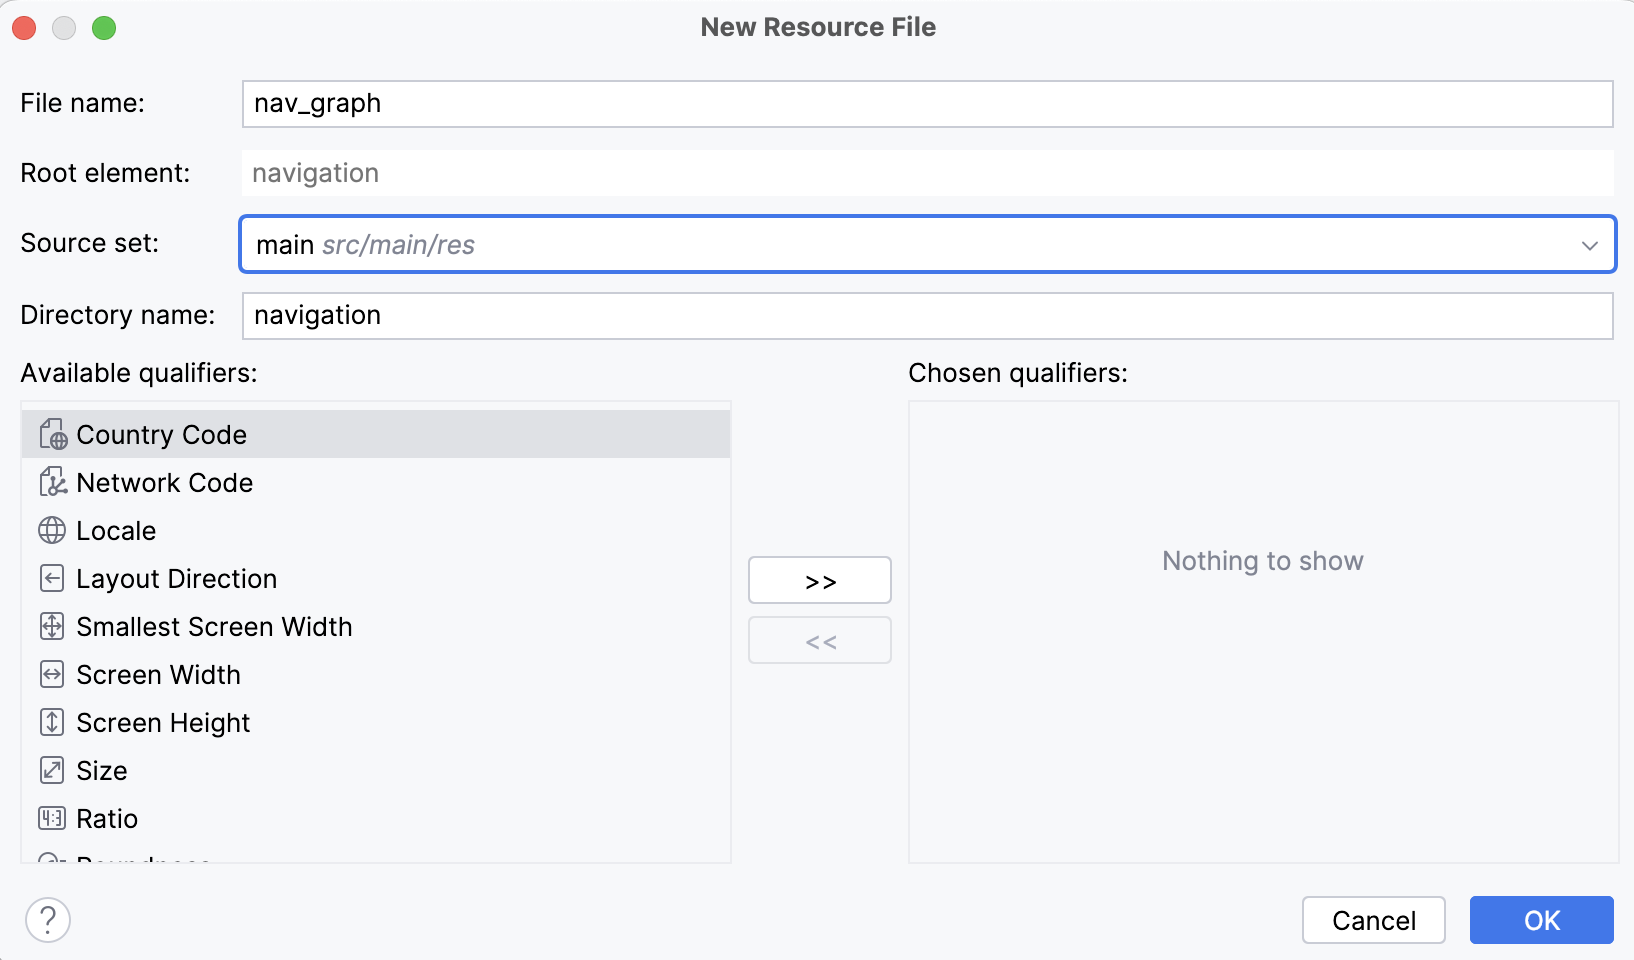 New Resource File
File name: nav_graph
Root element: navigation
Source set: main src/main/res
Directory name: navigation
Available qualifiers:
Chosen qualifiers:
Country Code
Network Code
Locale
Layout Direction
Smallest Screen Width
Screen Width
Screen Height
Size
4:3 Ratio
>>
<<
Nothing to show
?
Cancel
OK